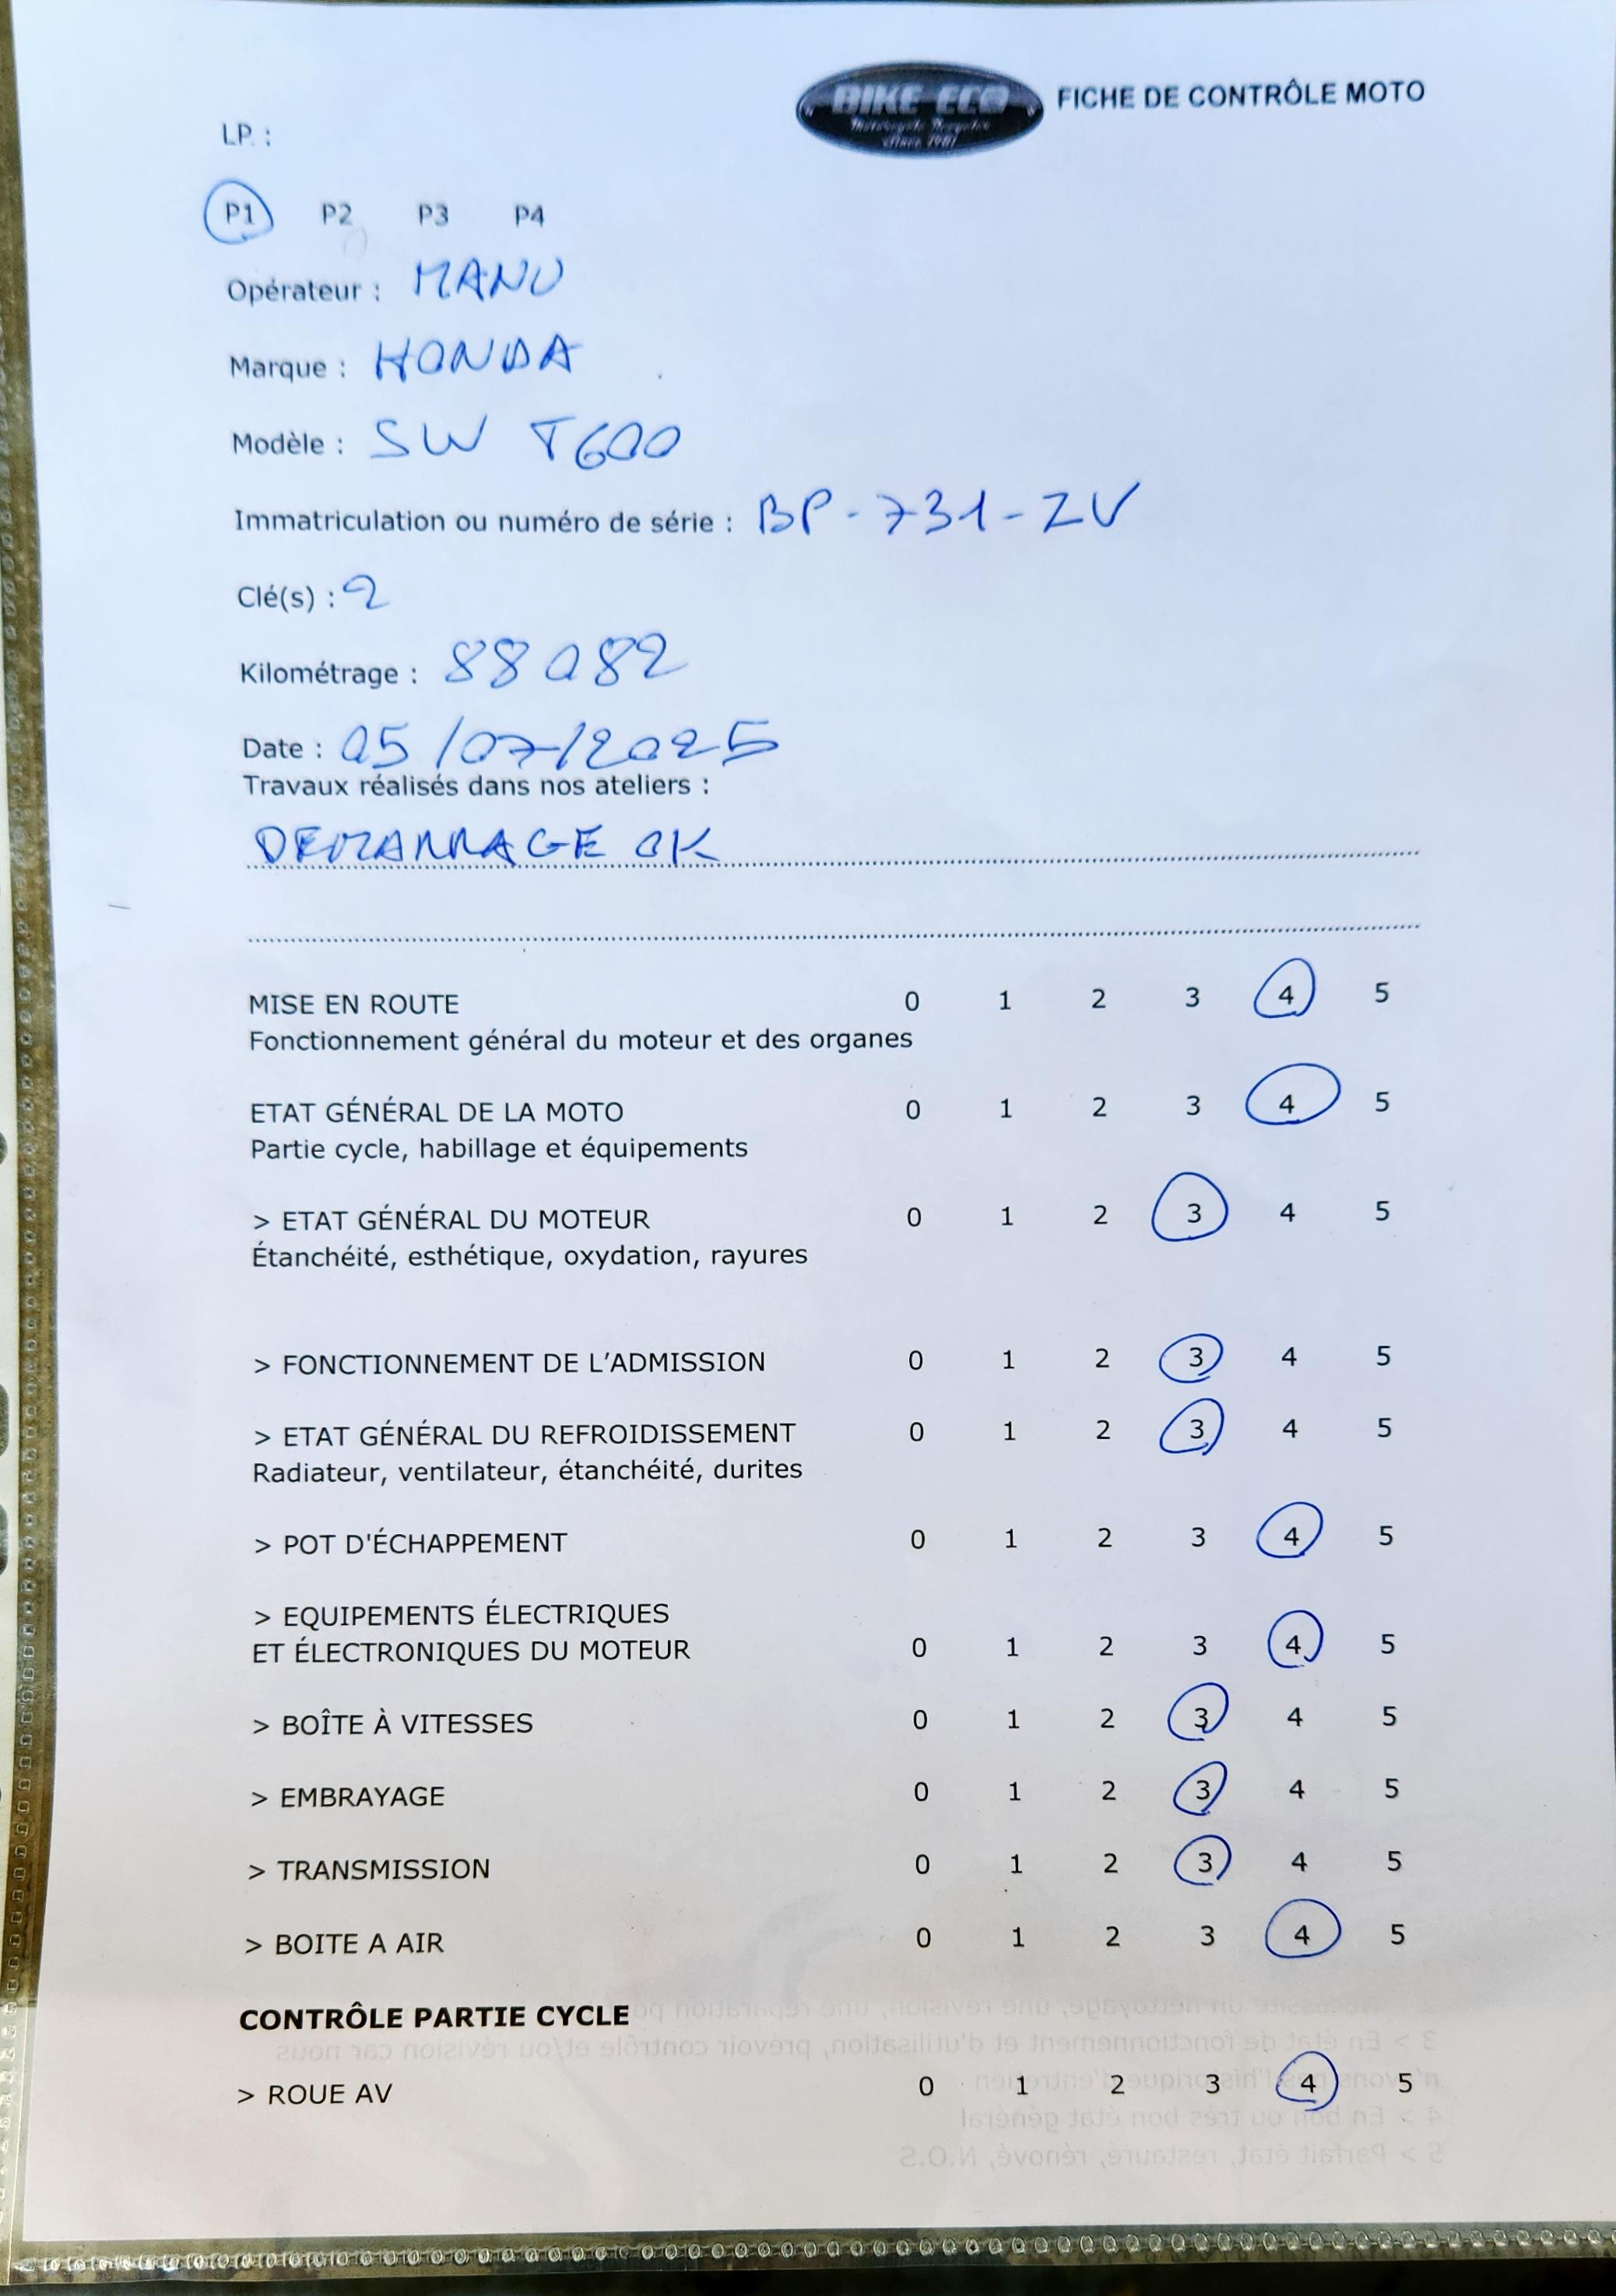 BIKE ECO
FICHE DE CONTRÔLE MOTO
LP. :
P1 P2 P3 P4
Opérateur : MANU
Marque : HONDA
Modèle : SW T600
Immatriculation ou numéro de série : BP-731-ZV
Clé(s) : 2
Kilométrage : 88082
Date : 05/07/2025
Travaux réalisés dans nos ateliers :
DEMARRAGE OK
MISE EN ROUTE 0 1 2 3 4 5
Fonctionnement général du moteur et des organes
ETAT GÉNÉRAL DE LA MOTO 0 1 2 3 4 5
Partie cycle, habillage et équipements
> ETAT GÉNÉRAL DU MOTEUR 0 1 2 3 4 5
Étanchéité, esthétique, oxydation, rayures
> FONCTIONNEMENT DE L'ADMISSION 0 1 2 3 4 5
> ETAT GÉNÉRAL DU REFROIDISSEMENT 0 1 2 3 4 5
Radiateur, ventilateur, étanchéité, durites
> POT D'ÉCHAPPEMENT 0 1 2 3 4 5
> EQUIPEMENTS ÉLECTRIQUES
ET ÉLECTRONIQUES DU MOTEUR 0 1 2 3 4 5
> BOÎTE À VITESSES 0 1 2 3 4 5
> EMBRAYAGE 0 1 2 3 4 5
> TRANSMISSION 0 1 2 3 4 5
> BOITE A AIR 0 1 2 3 4 5
CONTRÔLE PARTIE CYCLE
> ROUE AV 0 1 2 3 4 5